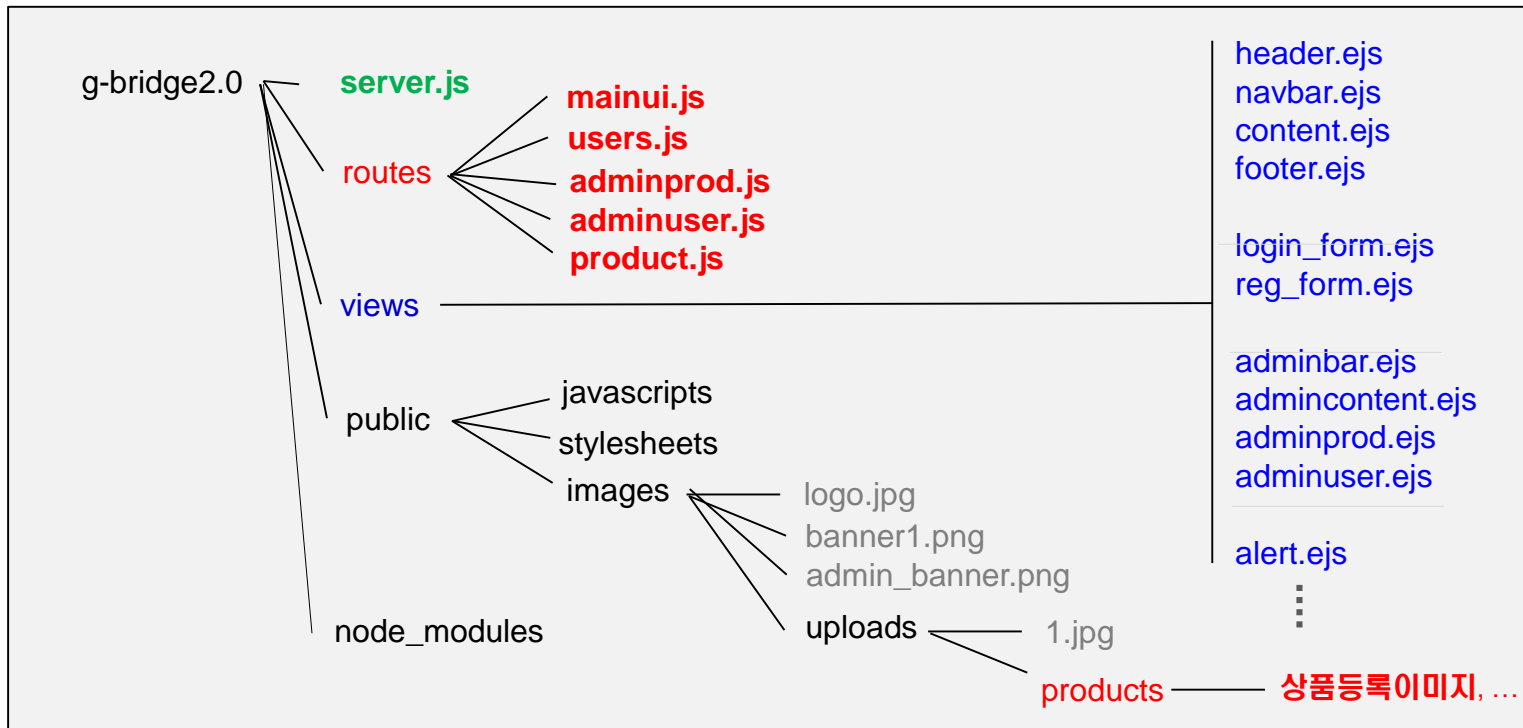 g-bridge2.0
server.js
routes
mainui.js
users.js
adminprod.js
adminuser.js
product.js
views
header.ejs
navbar.ejs
content.ejs
footer.ejs
login_form.ejs
reg_form.ejs
adminbar.ejs
admincontent.ejs
adminprod.ejs
adminuser.ejs
alert.ejs
public
javascripts
stylesheets
images
logo.jpg
banner1.png
admin_banner.png
uploads
1.jpg
products
상품등록이미지, ...
node_modules